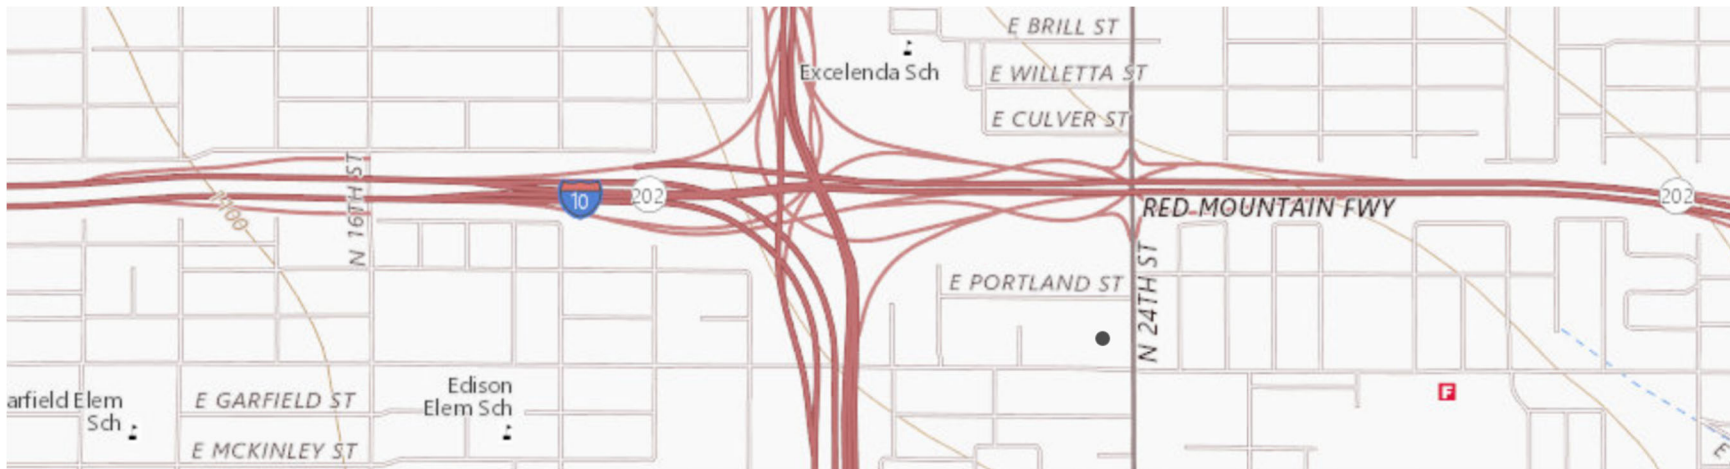 E BRILL ST
Excelenda Sch
E WILLETTA ST
E CULVER ST
N 16TH ST
10
202
202
1100
RED MOUNTAIN FWY
N 24TH ST
E PORTLAND ST
F
arfield Elem
Sch
E GARFIELD ST
Edison
Elem Sch
E MCKINLEY ST
E